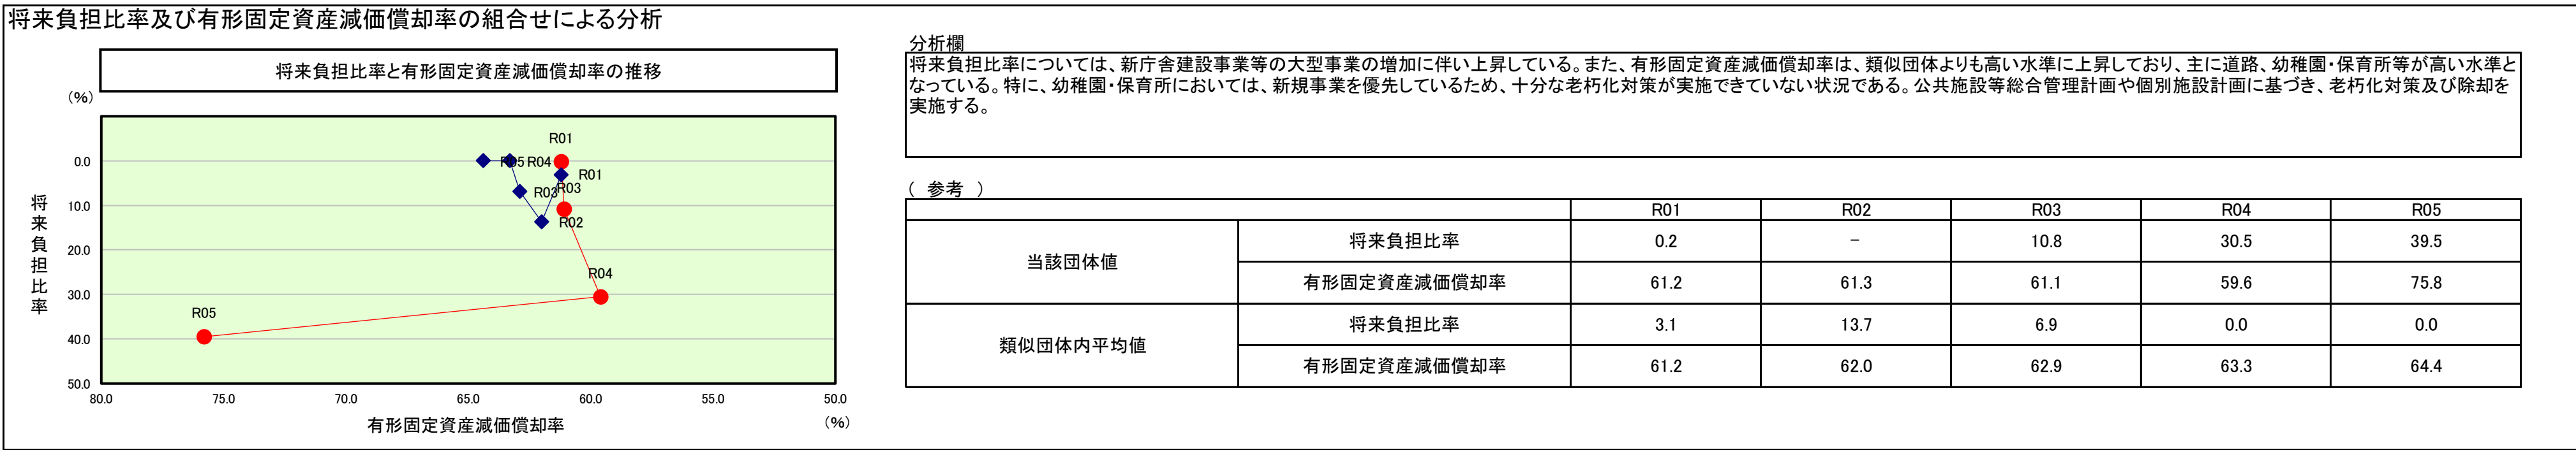 将来負担比率及び有形固定資産減価償却率の組合せによる分析
将来負担比率と有形固定資産減価償却率の推移
(%)
将来負担比率
0.0
10.0
20.0
30.0
40.0
50.0
80.0
75.0
70.0
65.0
60.0
55.0
50.0
有形固定資産減価償却率
(%)
R01
R03
R04
R05
R05
R04
R01
R03
R02
分析欄
将来負担比率については、新庁舎建設事業等の大型事業の増加に伴い上昇している。また、有形固定資産減価償却率は、類似団体よりも高い水準に上昇しており、主に道路、幼稚園・保育所等が高い水準と
なっている。特に、幼稚園・保育所においては、新規事業を優先しているため、十分な老朽化対策が実施できていない状況である。公共施設等総合管理計画や個別施設計画に基づき、老朽化対策及び除却を
実施する。
( 参考 )
R01 R02 R03 R04 R05
当該団体値
将来負担比率 0.2 － 10.8 30.5 39.5
有形固定資産減価償却率 61.2 61.3 61.1 59.6 75.8
類似団体内平均値
将来負担比率 3.1 13.7 6.9 0.0 0.0
有形固定資産減価償却率 61.2 62.0 62.9 63.3 64.4